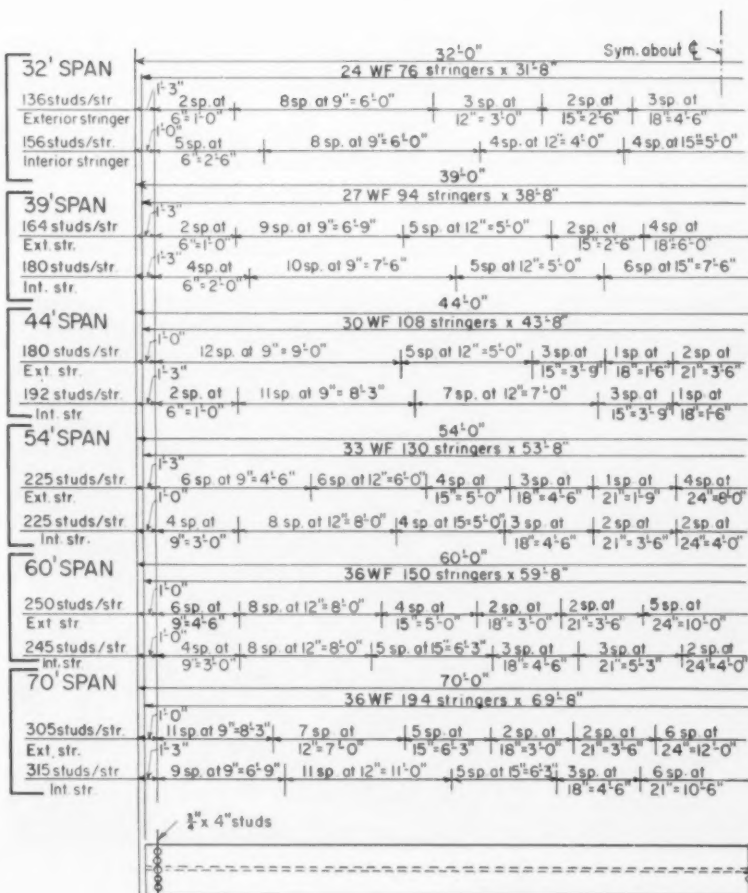 32'-0" Sym. about ℄
32' SPAN
24 WF 76 stringers x 31'-8"
1'-3"
136 studs/str. 2 sp. at 8 sp. at 9"=6'-0" 3 sp. at 2 sp. at 3 sp. at
Exterior stringer 6"=1'-0" 12"=3'-0" 15"=2'-6" 18"=4'-6"
1'-0"
156 studs/str. 5 sp. at 8 sp. at 9"=6'-0" 4 sp. at 12"=4'-0" 4 sp. at 15"=5'-0"
Interior stringer 6"=2'-6"
39'-0"
39' SPAN
27 WF 94 stringers x 38'-8"
1'-3"
164 studs/str 2 sp. at 9 sp. at 9"=6'-9" 5 sp. at 12"=5'-0" 2 sp. at 4 sp. at
Ext. str. 6"=1'-0" 15"=2'-6" 18"=6'-0"
1'-3"
180 studs/str. 4 sp. at 10 sp. at 9"=7'-6" 5 sp. at 12"=5'-0" 6 sp. at 15"=7'-6"
Int. str. 6"=2'-0"
44'-0"
44' SPAN
30 WF 108 stringers x 43'-8"
1'-0"
180 studs/str. 12 sp. at 9"=9'-0" 5 sp. at 12"=5'-0" 3 sp. at 1 sp. at 2 sp. at
Ext. str. 15"=3'-9" 18"=1'-6" 21"=3'-6"
1'-3"
192 studs/str. 2 sp. at 11 sp. at 9"=8'-3" 7 sp. at 12"=7'-0" 3 sp. at 1 sp. at
Int. str 6"=1'-0" 15"=3'-9" 18"=1'-6"
54'-0"
54' SPAN
33 WF 130 stringers x 53'-8"
1'-3"
225 studs/str. 6 sp. at 9"=4'-6" 6 sp. at 12"=6'-0" 4 sp. at 3 sp. at 1 sp. at 4 sp. at
Ext. str. 15"=5'-0" 18"=4'-6" 21"=1'-9" 24"=8'-0"
1'-0"
225 studs/str. 4 sp. at 8 sp. at 12"=8'-0" 4 sp. at 15"=5'-0" 3 sp. at 2 sp. at 2 sp. at
Int. str. 9"=3'-0" 18"=4'-6" 21"=3'-6" 24"=4'-0"
60'-0"
60' SPAN
36 WF 150 stringers x 59'-8"
1'-0"
250 studs/str. 6 sp. at 8 sp. at 12"=8'-0" 4 sp. at 2 sp. at 2 sp. at 5 sp. at
Ext str. 9"=4'-6" 15"=5'-0" 18"=3'-0" 21"=3'-6" 24"=10'-0"
1'-0"
245 studs/str. 4 sp. at 8 sp. at 12"=8'-0" 5 sp. at 15"=6'-3" 3 sp. at 3 sp. at 2 sp. at
Int. str. 9"=3'-0" 18"=4'-6" 21"=5'-3" 24"=4'-0"
70'-0"
70' SPAN
36 WF 194 stringers x 69'-8"
1'-0"
305 studs/str. 11 sp. at 9"=8'-3" 7 sp. at 5 sp. at 2 sp. at 2 sp. at 6 sp. at
Ext. str. 12"=7'-0" 15"=6'-3" 18"=3'-0" 21"=3'-6" 24"=12'-0"
1'-3"
315 studs/str. 9 sp. at 9"=6'-9" 11 sp. at 12"=11'-0" 5 sp. at 15"=6'-3" 3 sp. at 6 sp. at
Int. str. 18"=4'-6" 21"=10'-6"
3/4" x 4" studs